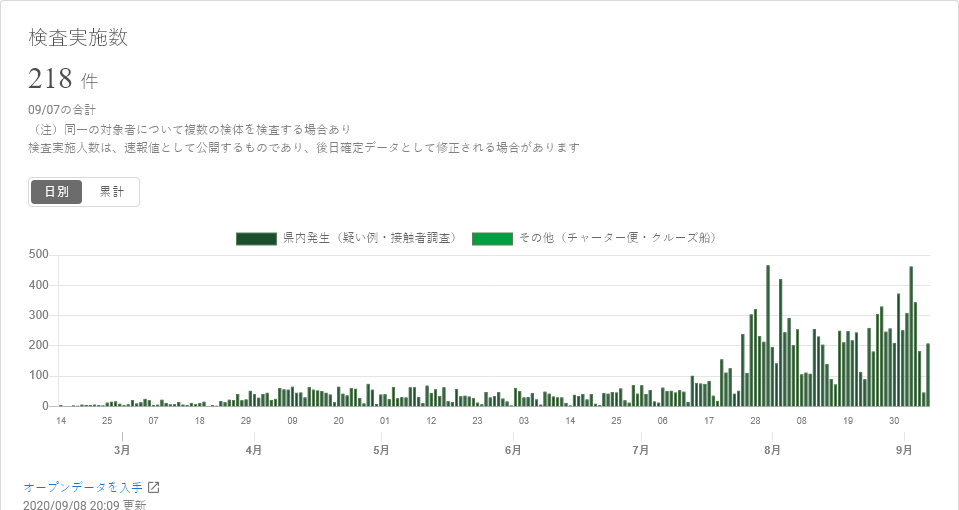 検査実施数
218 件
09/07の合計
（注）同一の対象者について複数の検体を検査する場合あり
検査実施人数は、速報値として公開するものであり、後日確定データとして修正される場合があります
日別 累計
県内発生（疑い例・接触者調査） その他（チャーター便・クルーズ船）
500
400
300
200
100
0
14 25 07 18 29 09 20 01 12 23 03 14 25 06 17 28 08 19 30
3月 4月 5月 6月 7月 8月 9月
オープンデータを入手
2020/09/08 20:09 更新